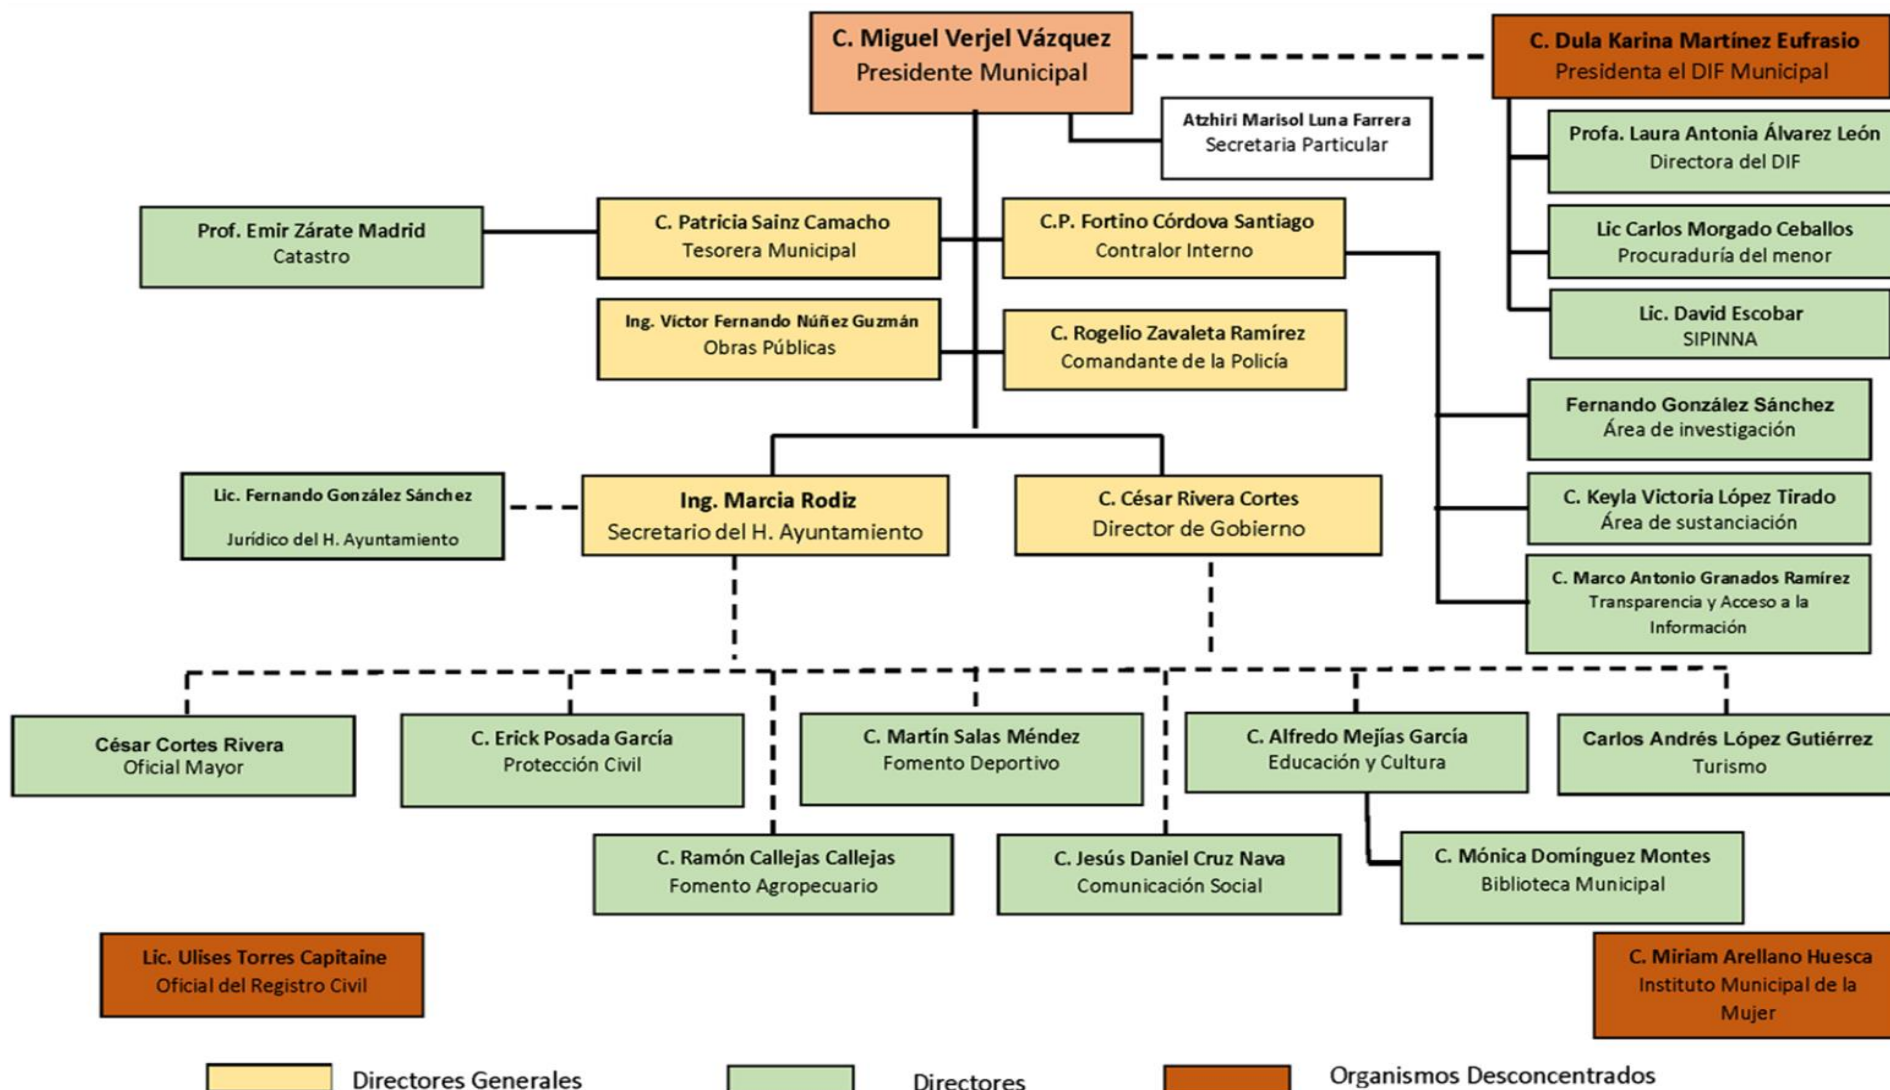 C. Miguel Verjel Vázquez
Presidente Municipal
C. Dula Karina Martínez Eufrasio
Presidenta el DIF Municipal
Atzhiri Marisol Luna Farrera
Secretaria Particular
Profa. Laura Antonia Álvarez León
Directora del DIF
Prof. Emir Zárate Madrid
Catastro
C. Patricia Sainz Camacho
Tesorera Municipal
C.P. Fortino Córdova Santiago
Contralor Interno
Lic Carlos Morgado Ceballos
Procuraduría del menor
Ing. Víctor Fernando Núñez Guzmán
Obras Públicas
C. Rogelio Zavaleta Ramírez
Comandante de la Policía
Lic. David Escobar
SIPINNA
Fernando González Sánchez
Área de investigación
Lic. Fernando González Sánchez
Jurídico del H. Ayuntamiento
Ing. Marcia Rodiz
Secretario del H. Ayuntamiento
C. César Rivera Cortes
Director de Gobierno
C. Keyla Victoria López Tirado
Área de sustanciación
C. Marco Antonio Granados Ramírez
Transparencia y Acceso a la
Información
César Cortes Rivera
Oficial Mayor
C. Erick Posada García
Protección Civil
C. Martín Salas Méndez
Fomento Deportivo
C. Alfredo Mejías García
Educación y Cultura
Carlos Andrés López Gutiérrez
Turismo
C. Ramón Callejas Callejas
Fomento Agropecuario
C. Jesús Daniel Cruz Nava
Comunicación Social
C. Mónica Domínguez Montes
Biblioteca Municipal
Lic. Ulises Torres Capitaine
Oficial del Registro Civil
C. Miriam Arellano Huesca
Instituto Municipal de la
Mujer
Directores Generales
Directores
Organismos Desconcentrados